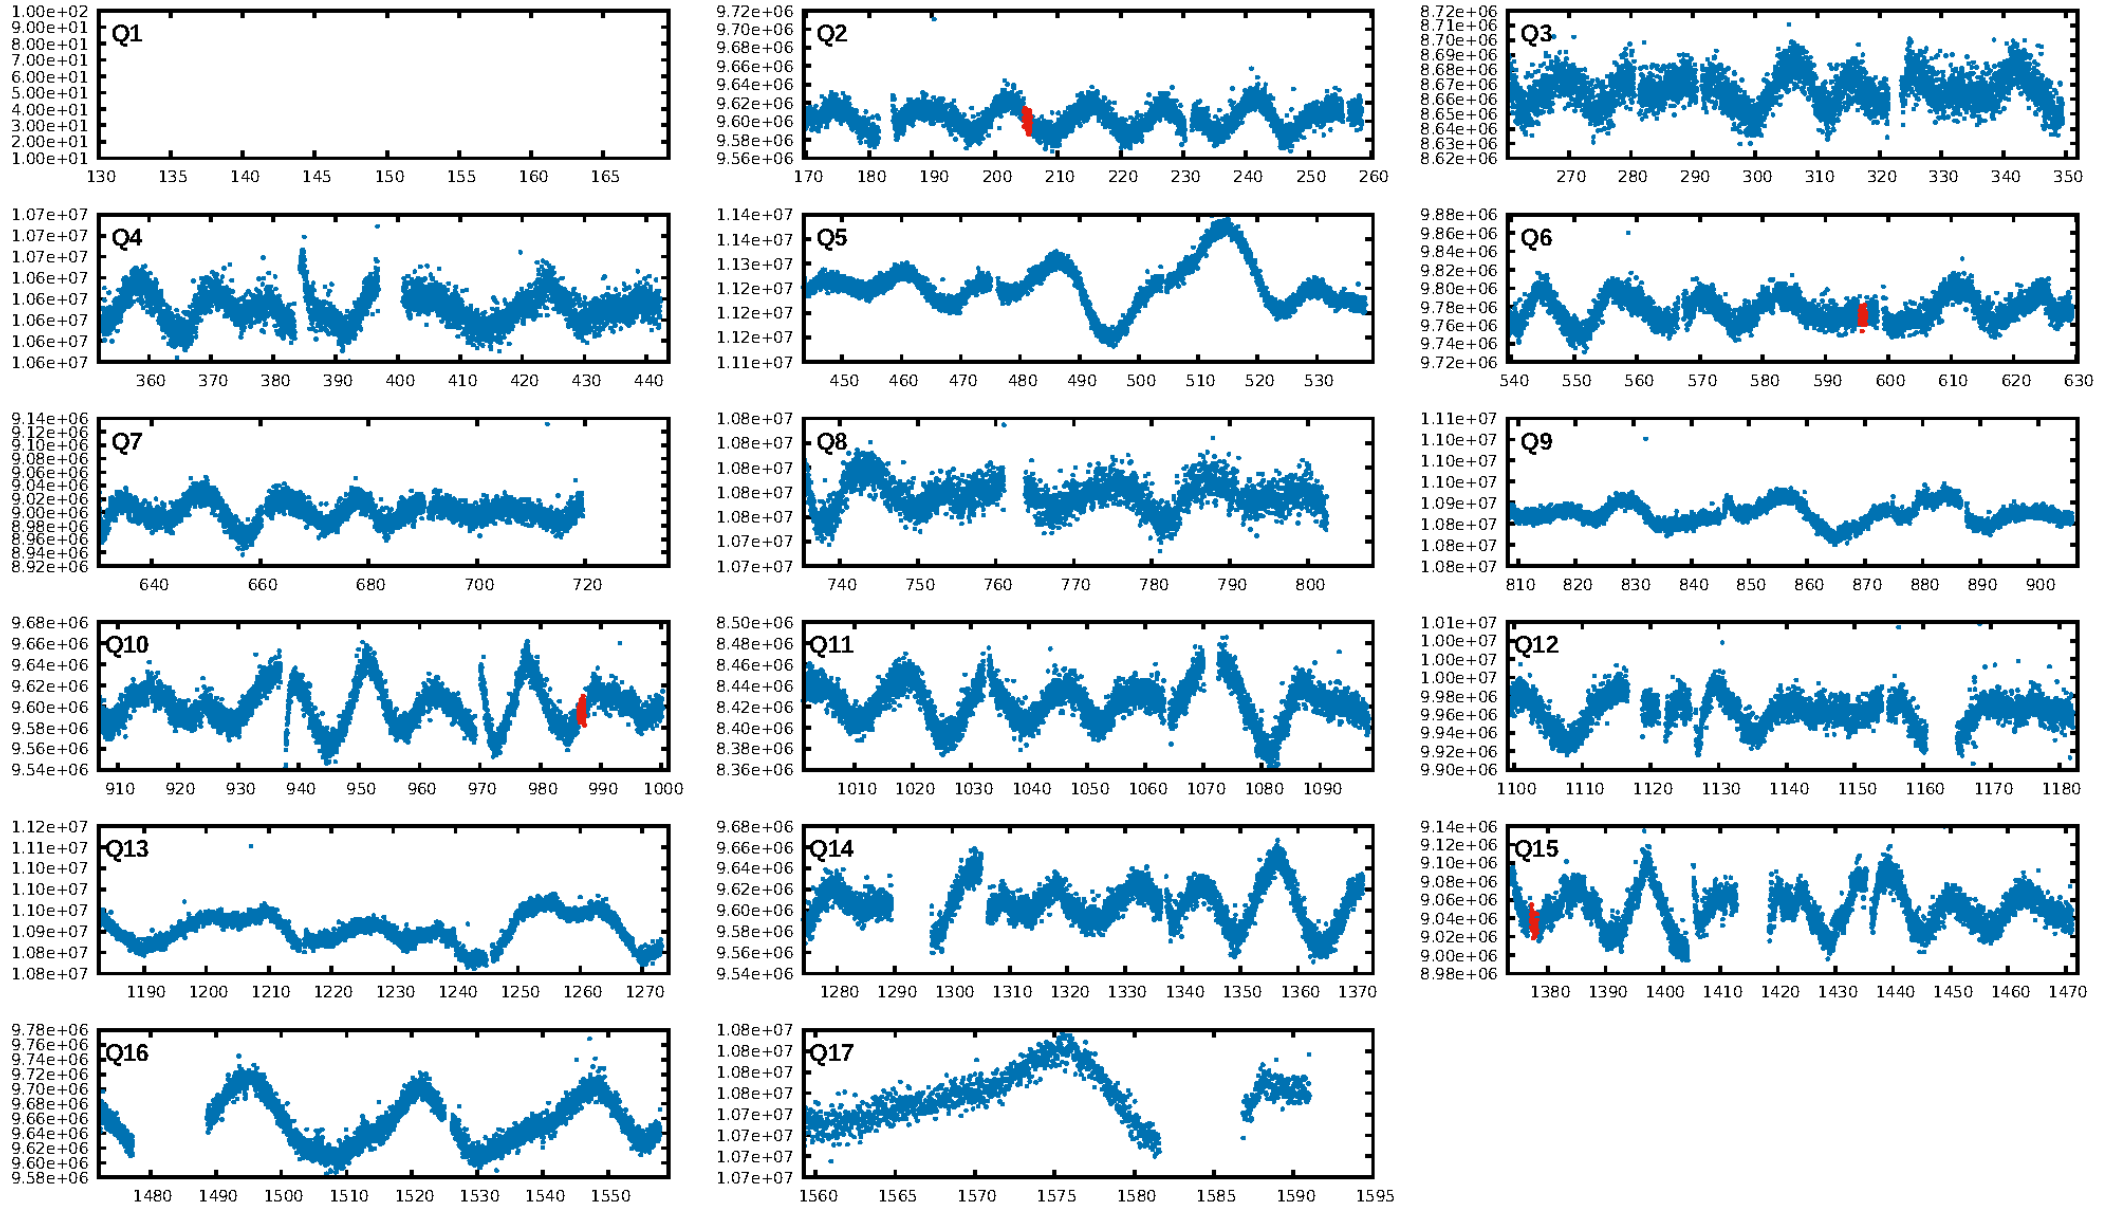 1.00e+02
9.00e+01
8.00e+01
7.00e+01
6.00e+01
5.00e+01
4.00e+01
3.00e+01
2.00e+01
1.00e+01
Q1
130 135 140 145 150 155 160 165
9.72e+06
9.70e+06
9.68e+06
9.66e+06
9.64e+06
9.62e+06
9.60e+06
9.58e+06
9.56e+06
Q2
170 180 190 200 210 220 230 240 250 260
8.72e+06
8.71e+06
8.70e+06
8.69e+06
8.68e+06
8.67e+06
8.66e+06
8.65e+06
8.64e+06
8.63e+06
8.62e+06
Q3
270 280 290 300 310 320 330 340 350
1.07e+07
1.07e+07
1.07e+07
1.06e+07
1.06e+07
1.06e+07
1.06e+07
1.06e+07
Q4
360 370 380 390 400 410 420 430 440
1.14e+07
1.14e+07
1.13e+07
1.12e+07
1.12e+07
1.12e+07
1.11e+07
Q5
450 460 470 480 490 500 510 520 530
9.88e+06
9.86e+06
9.84e+06
9.82e+06
9.80e+06
9.78e+06
9.76e+06
9.74e+06
9.72e+06
Q6
540 550 560 570 580 590 600 610 620 630
9.14e+06
9.12e+06
9.10e+06
9.08e+06
9.06e+06
9.04e+06
9.02e+06
9.00e+06
8.98e+06
8.96e+06
8.94e+06
8.92e+06
Q7
640 660 680 700 720
1.08e+07
1.08e+07
1.08e+07
1.08e+07
1.08e+07
1.07e+07
1.07e+07
Q8
740 750 760 770 780 790 800
1.11e+07
1.10e+07
1.10e+07
1.10e+07
1.09e+07
1.08e+07
1.08e+07
1.08e+07
Q9
810 820 830 840 850 860 870 880 890 900
9.68e+06
9.66e+06
9.64e+06
9.62e+06
9.60e+06
9.58e+06
9.56e+06
9.54e+06
Q10
910 920 930 940 950 960 970 980 990 1000
8.50e+06
8.48e+06
8.46e+06
8.44e+06
8.42e+06
8.40e+06
8.38e+06
8.36e+06
Q11
1010 1020 1030 1040 1050 1060 1070 1080 1090
1.01e+07
1.00e+07
1.00e+07
1.00e+07
9.98e+06
9.96e+06
9.94e+06
9.92e+06
9.90e+06
Q12
1100 1110 1120 1130 1140 1150 1160 1170 1180
1.12e+07
1.11e+07
1.10e+07
1.10e+07
1.10e+07
1.09e+07
1.08e+07
1.08e+07
Q13
1190 1200 1210 1220 1230 1240 1250 1260 1270
9.68e+06
9.66e+06
9.64e+06
9.62e+06
9.60e+06
9.58e+06
9.56e+06
9.54e+06
Q14
1280 1290 1300 1310 1320 1330 1340 1350 1360 1370
9.14e+06
9.12e+06
9.10e+06
9.08e+06
9.06e+06
9.04e+06
9.02e+06
9.00e+06
8.98e+06
Q15
1380 1390 1400 1410 1420 1430 1440 1450 1460 1470
9.78e+06
9.76e+06
9.74e+06
9.72e+06
9.70e+06
9.68e+06
9.66e+06
9.64e+06
9.62e+06
9.60e+06
9.58e+06
Q16
1480 1490 1500 1510 1520 1530 1540 1550
1.08e+07
1.08e+07
1.08e+07
1.08e+07
1.07e+07
1.07e+07
1.07e+07
1.07e+07
Q17
1560 1565 1570 1575 1580 1585 1590 1595